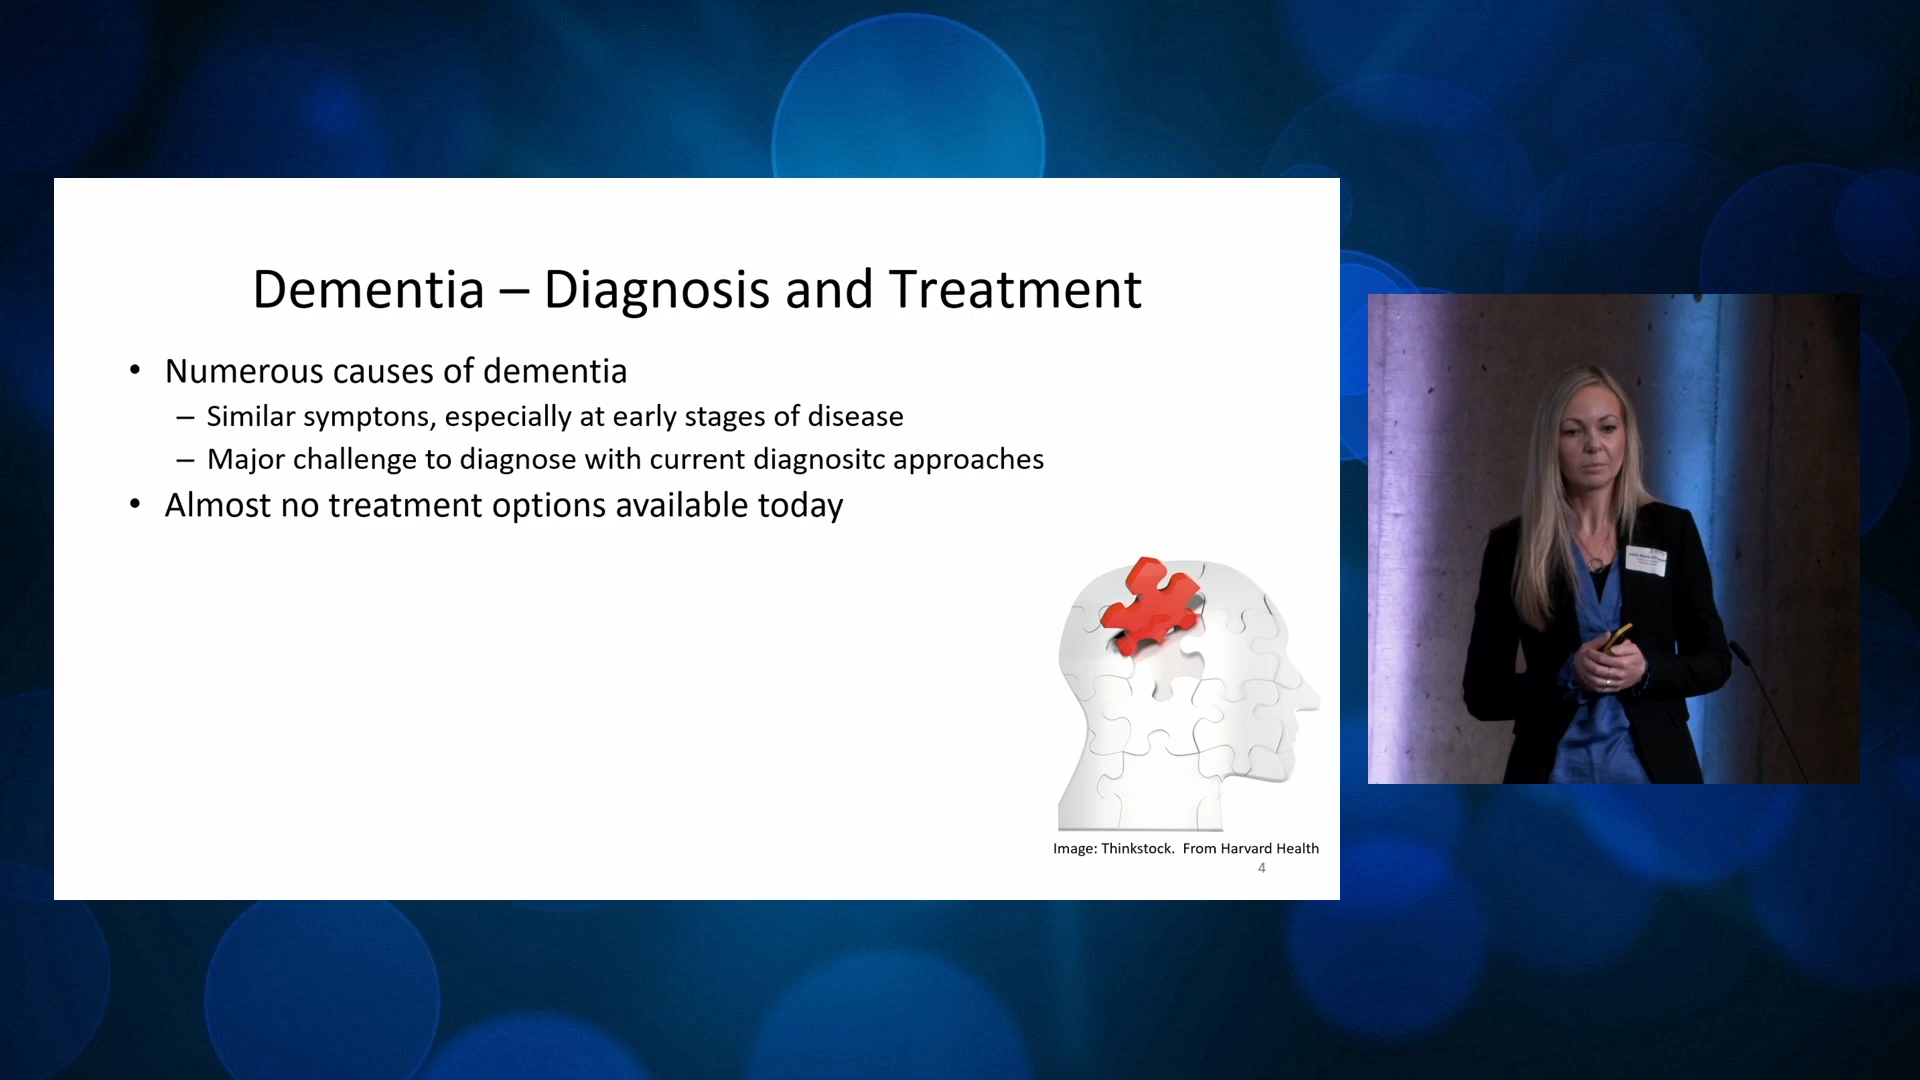 Dementia – Diagnosis and Treatment
• Numerous causes of dementia
– Similar symptons, especially at early stages of disease
– Major challenge to diagnose with current diagnositc approaches
• Almost no treatment options available today
Image: Thinkstock.  From Harvard Health
4